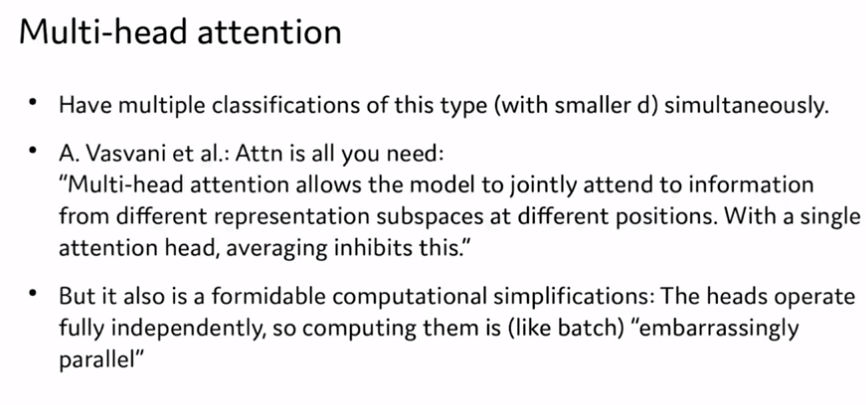 Multi-head attention
• Have multiple classifications of this type (with smaller d) simultaneously.
• A. Vasvani et al.: Attn is all you need:
"Multi-head attention allows the model to jointly attend to information
from different representation subspaces at different positions. With a single
attention head, averaging inhibits this."
• But it also is a formidable computational simplifications: The heads operate
fully independently, so computing them is (like batch) "embarrassingly
parallel"